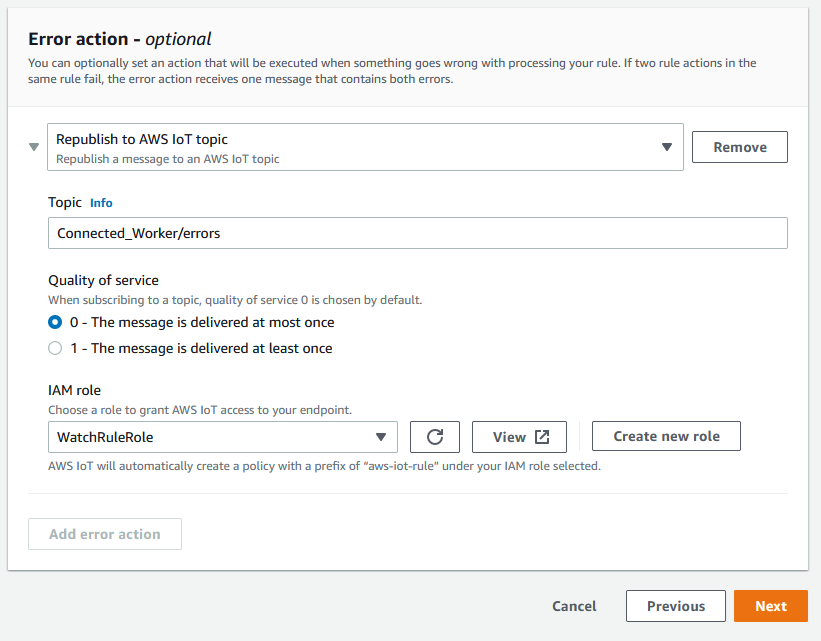 Error action - optional
You can optionally set an action that will be executed when something goes wrong with processing your rule. If two rule actions in the
same rule fail, the error action receives one message that contains both errors.
Republish to AWS IoT topic
Republish a message to an AWS IoT topic
Remove
Topic Info
Connected_Worker/errors
Quality of service
When subscribing to a topic, quality of service 0 is chosen by default.
0 - The message is delivered at most once
1 - The message is delivered at least once
IAM role
Choose a role to grant AWS IoT access to your endpoint.
WatchRuleRole
View
Create new role
AWS IoT will automatically create a policy with a prefix of “aws-iot-rule” under your IAM role selected.
Add error action
Cancel
Previous
Next